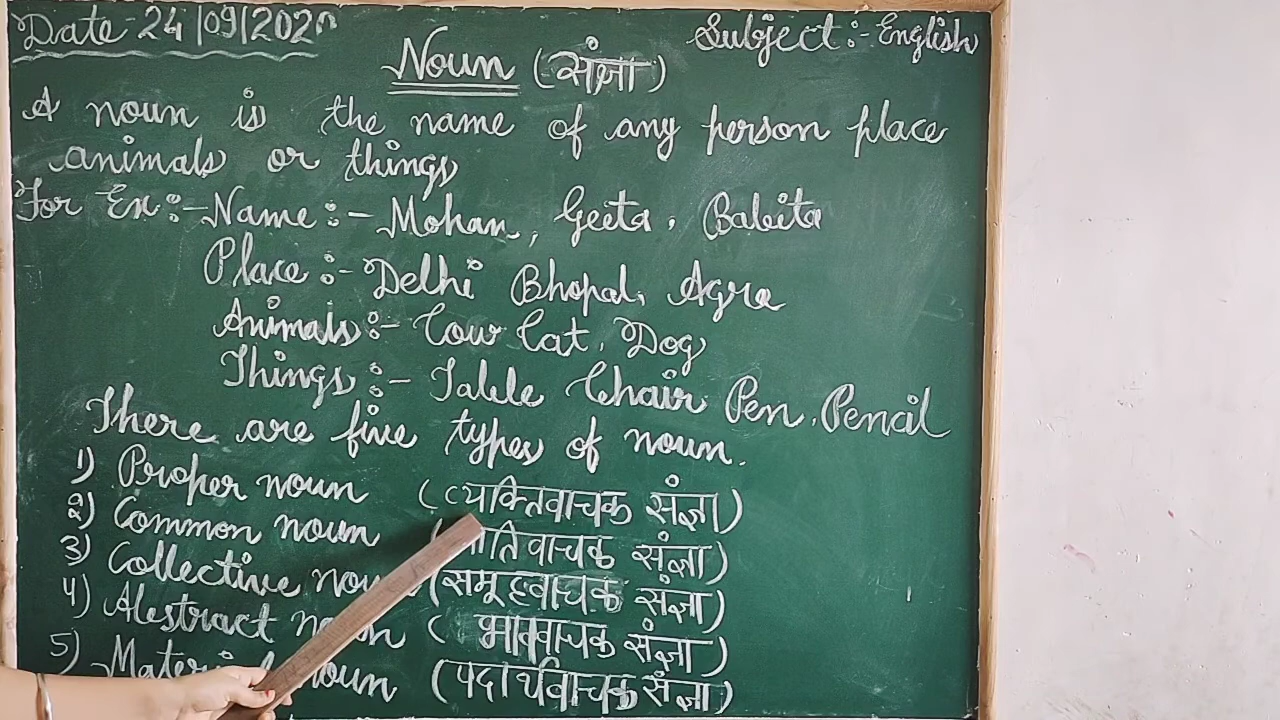 Date 24/09/2020
Subject:- English
Noun (संज्ञा)
A noun is the name of any person place
animals or things
For Ex:- Name:- Mohan, Geeta, Babita
Place:- Delhi Bhopal, Agra
Animals:- Cow Cat, Dog
Things:- Table Chair Pen, Pencil
There are five types of noun.
1) Proper noun (व्यक्तिवाचक संज्ञा)
2) Common noun (जातिवाचक संज्ञा)
3) Collective noun (समूहवाचक संज्ञा)
4) Abstract noun (भाववाचक संज्ञा)
5) Material noun (पदार्थवाचक संज्ञा)